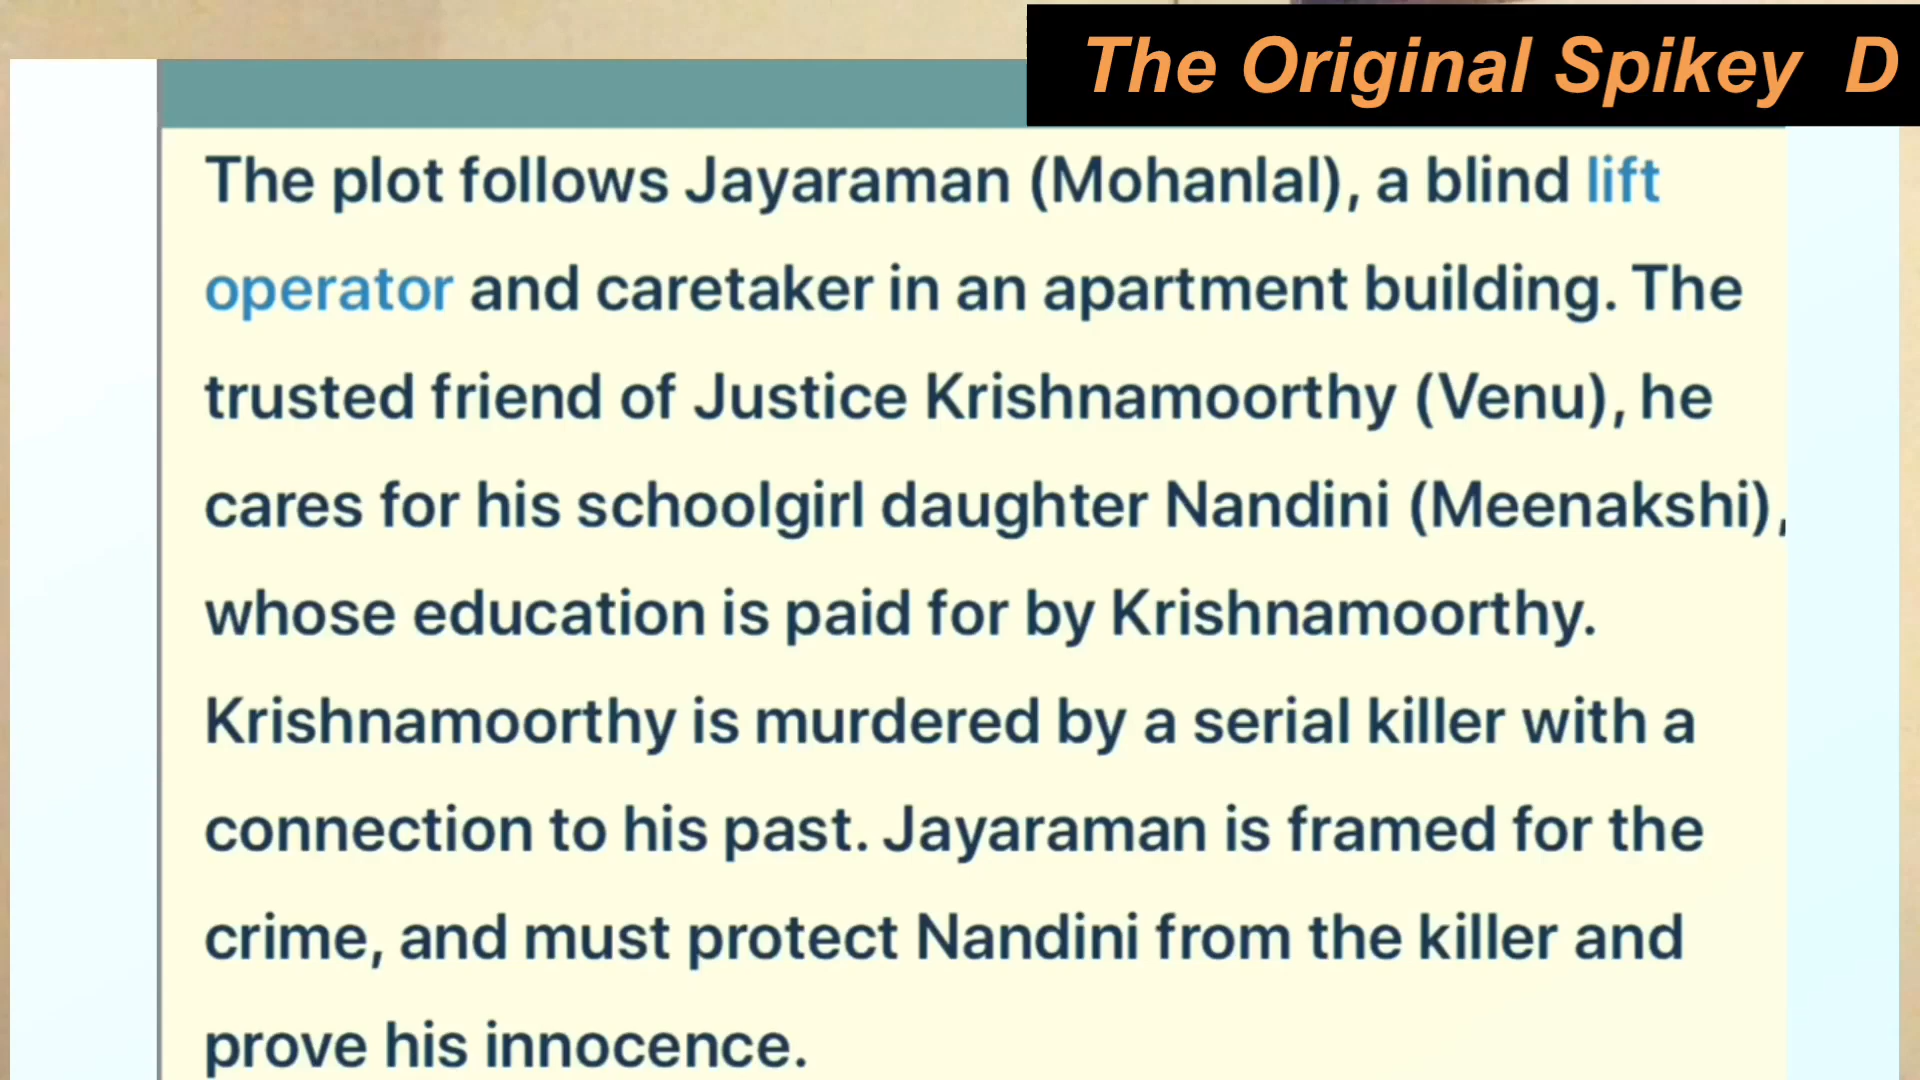 The Original Spikey D
The plot follows Jayaraman (Mohanlal), a blind lift
operator and caretaker in an apartment building. The
trusted friend of Justice Krishnamoorthy (Venu), he
cares for his schoolgirl daughter Nandini (Meenakshi),
whose education is paid for by Krishnamoorthy.
Krishnamoorthy is murdered by a serial killer with a
connection to his past. Jayaraman is framed for the
crime, and must protect Nandini from the killer and
prove his innocence.